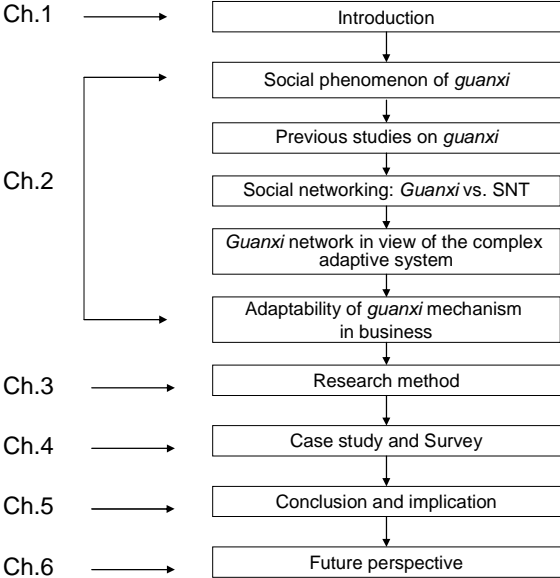 Ch.1
Introduction
Social phenomenon of guanxi
Previous studies on guanxi
Ch.2
Social networking: Guanxi vs. SNT
Guanxi network in view of the complex
adaptive system
Adaptability of guanxi mechanism
in business
Ch.3
Research method
Ch.4
Case study and Survey
Ch.5
Conclusion and implication
Ch.6
Future perspective